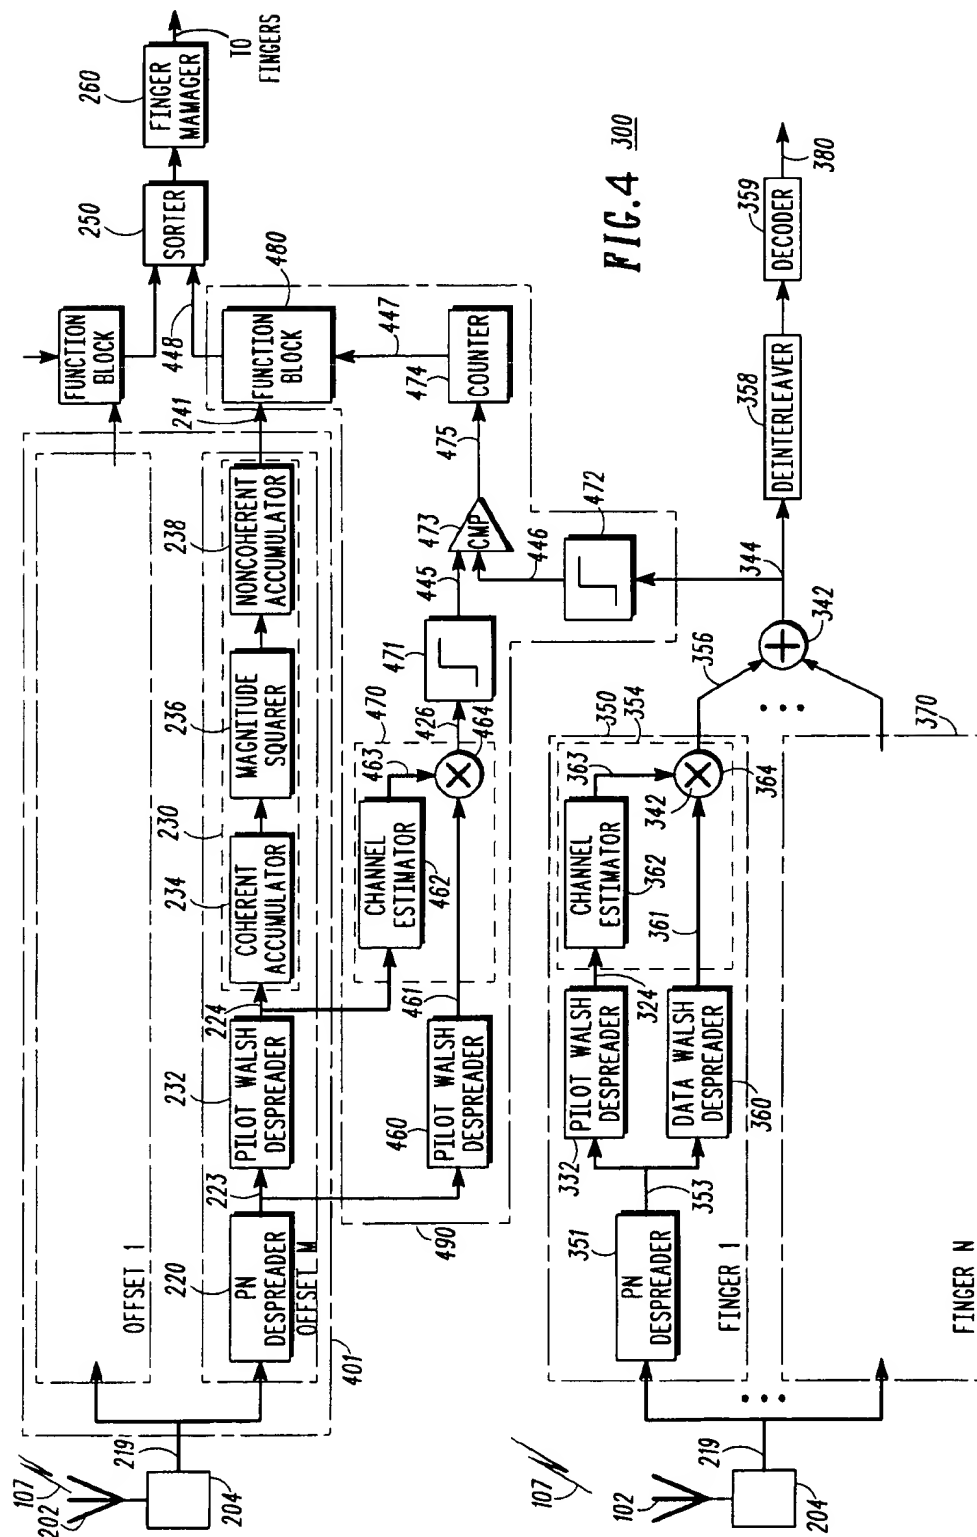 107
202
204
219
OFFSET 1
401
220
PN
DESPREADER
OFFSET M
223
232
PILOT WALSH
DESPREADER
224
230
234
COHERENT
ACCUMULATOR
236
MAGNITUDE
SQUARER
238
NONCOHERENT
ACCUMULATOR
241
FUNCTION
BLOCK
448
250
SORTER
260
FINGER
MAMAGER
TO
FINGERS
480
FUNCTION
BLOCK
447
474
COUNTER
475
473
CMP
446
472
445
471
426
464
470
463
CHANNEL
ESTIMATOR
462
461
460
PILOT WALSH
DESPREADER
490
FIG.4
300
107
102
204
219
351
PN
DESPREADER
FINGER 1
353
332
PILOT WALSH
DESPREADER
324
DATA WALSH
DESPREADER
360
361
CHANNEL
ESTIMATOR
362
363
350
354
342
364
356
342
344
358
DEINTERLEAVER
359
DECODER
380
370
FINGER N